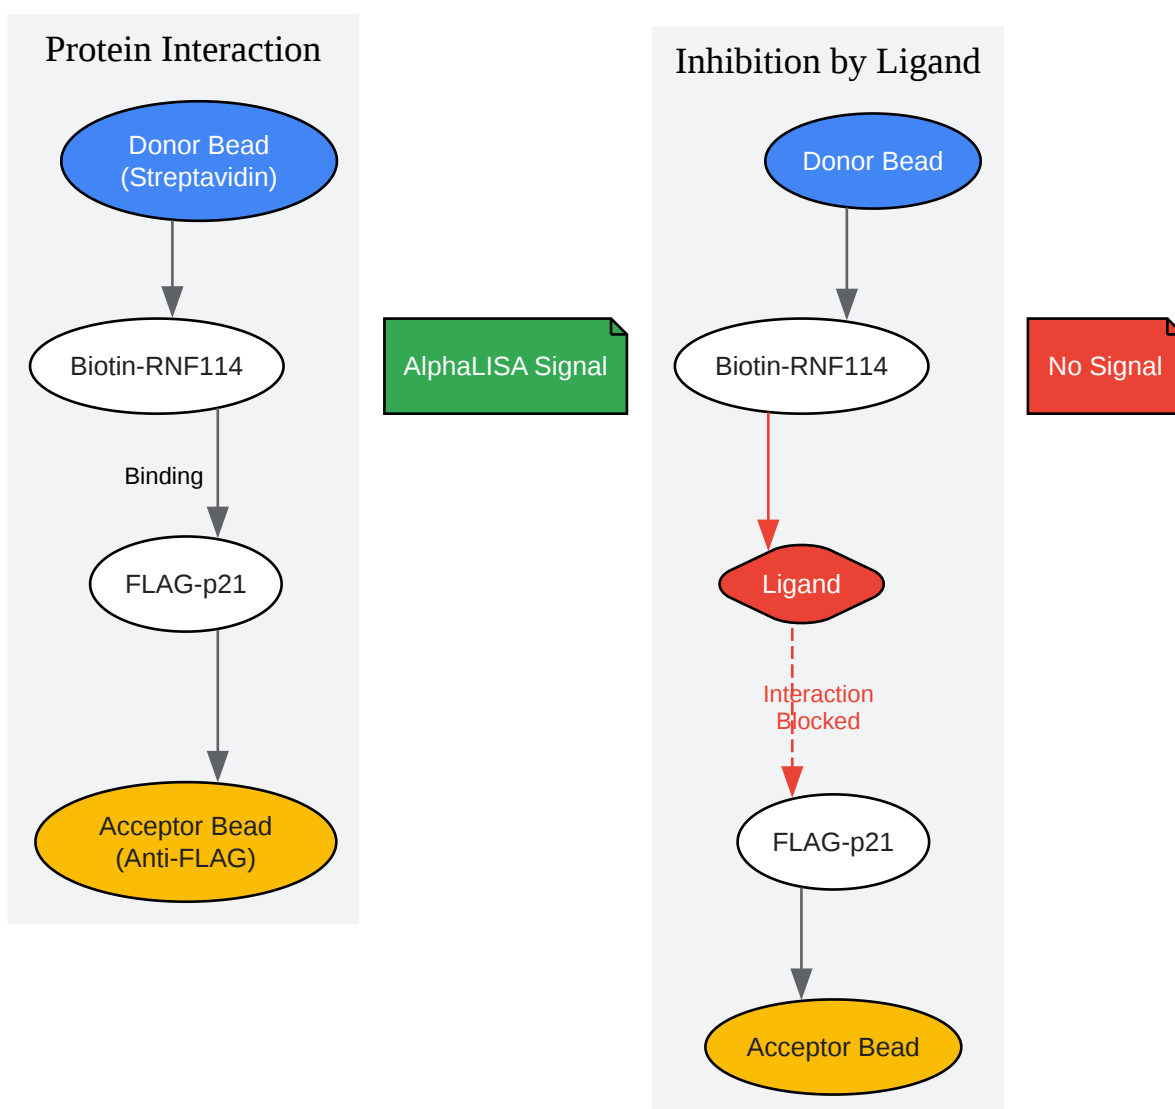 Protein Interaction
Donor Bead
(Streptavidin)
Biotin-RNF114
Binding
FLAG-p21
Acceptor Bead
(Anti-FLAG)
AlphaLISA Signal
Inhibition by Ligand
Donor Bead
Biotin-RNF114
Ligand
Interaction
Blocked
FLAG-p21
Acceptor Bead
No Signal